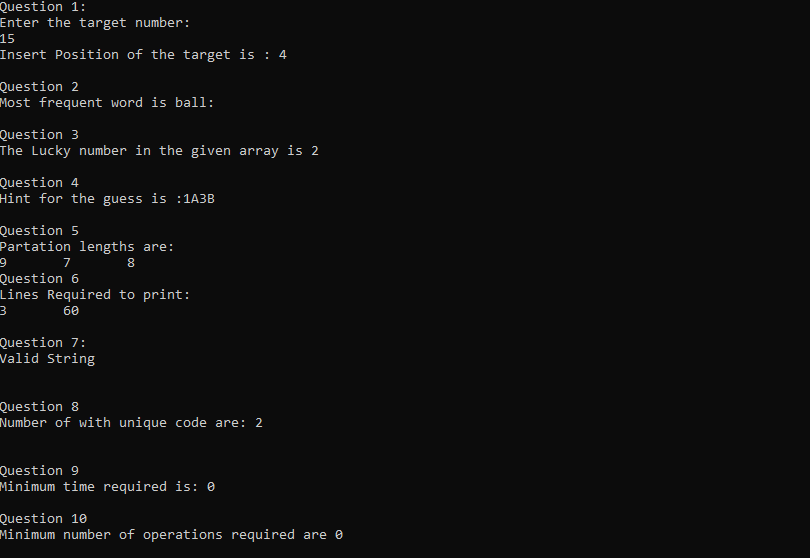 Question 1:
Enter the target number:
15
Insert Position of the target is : 4
Question 2
Most frequent word is ball:
Question 3
The Lucky number in the given array is 2
Question 4
Hint for the guess is :1A3B
Question 5
Partation lengths are:
9 7 8
Question 6
Lines Required to print:
3 60
Question 7:
Valid String
Question 8
Number of with unique code are: 2
Question 9
Minimum time required is: 0
Question 10
Minimum number of operations required are 0